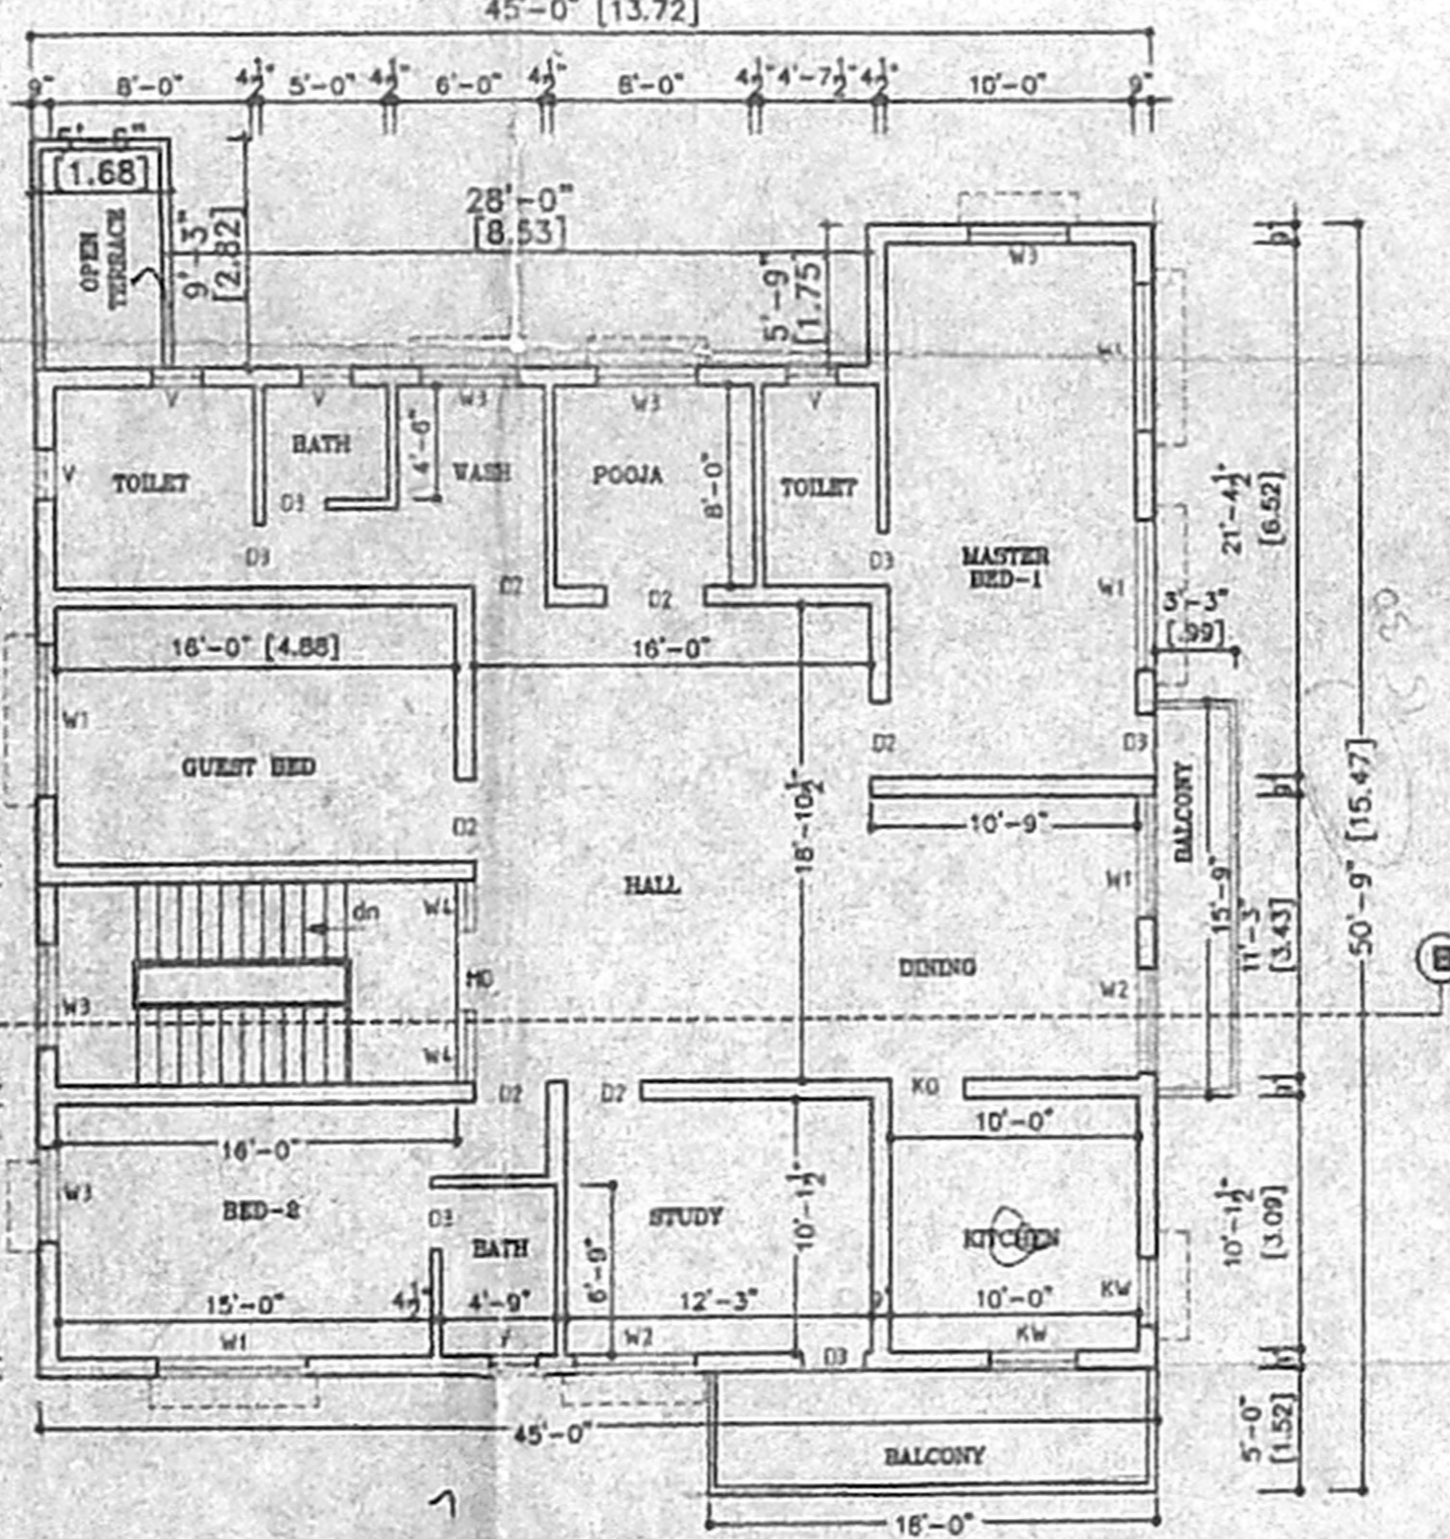 45'-0" [13.72]
9" 8'-0" 4½" 5'-0" 4½" 6'-0" 4½" 8'-0" 4½" 4'-7½" 4½" 10'-0" 9"
[1.68]
28'-0"
[8.53]
OPEN
TERRACE
9'-3"
[2.82]
5'-9"
[1.75]
W3
9"
V
V
W3
W3
V
W1
BATH
4'-6"
V
TOILET
WASH
POOJA
8'-0"
TOILET
D3
21'-4½"
[6.52]
D3
D2
D2
D3
MASTER
BED-1
W1
3'-3"
[.99]
16'-0" [4.88]
16'-0"
W1
GUEST BED
D2
D3
9"
D2
18'-10½"
10'-9"
BALCONY
50'-9" [15.47]
HALL
W1
15'-9"
W4
dn
11'-3"
[3.43]
DINING
MD
W2
B
W3
W4
D2
D2
KO
9"
16'-0"
10'-0"
W3
BED-2
D3
BATH
STUDY
10'-1½"
KITCHEN
10'-1½"
[3.09]
6'-9"
KW
15'-0" 4½" 4'-9" 12'-3" 9" 10'-0"
W1
V
W2
D3
KW
9"
45'-0"
5'-0"
[1.52]
BALCONY
18'-0"